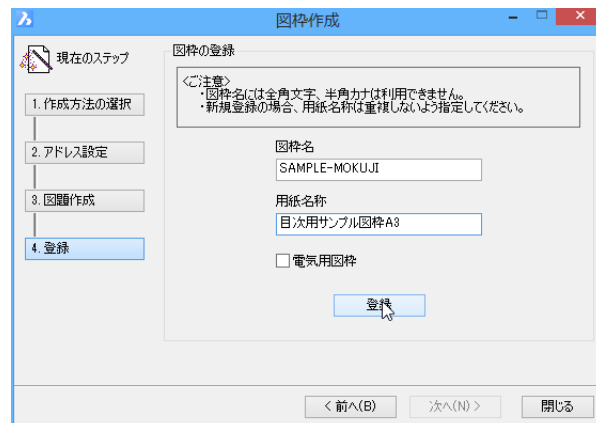 図枠作成
現在のステップ
1. 作成方法の選択
2. アドレス設定
3. 図題作成
4. 登録
図枠の登録
<ご注意>
・図枠名には全角文字、半角カナは利用できません。
・新規登録の場合、用紙名称は重複しないよう指定してください。
図枠名
SAMPLE-MOKUJI
用紙名称
目次用サンプル図枠A3
電気用図枠
登録
< 前へ(B)
次へ(N) >
閉じる